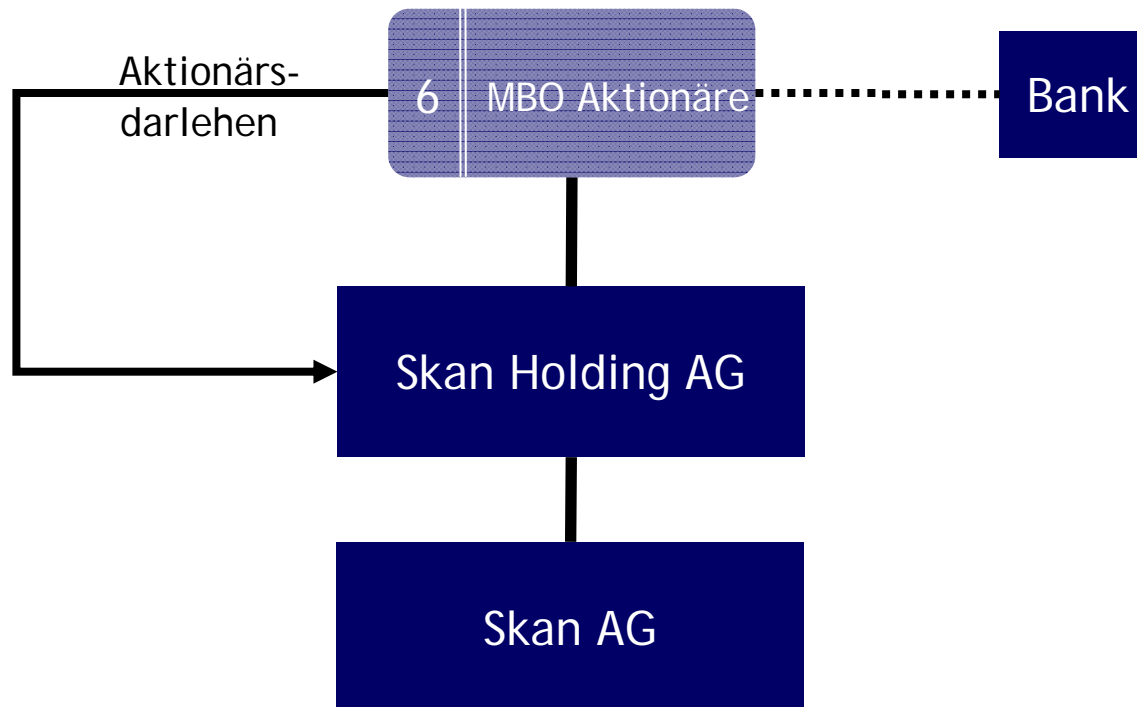 Aktionärs-
darlehen
6 MBO Aktionäre
Bank
Skan Holding AG
Skan AG